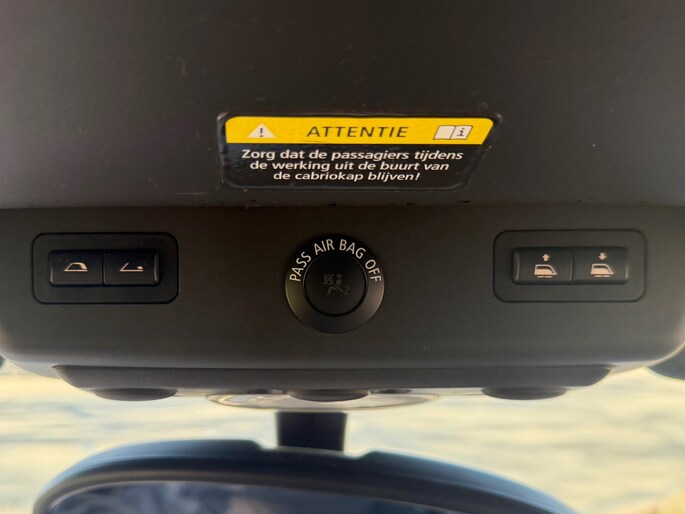 ATTENTIE
Zorg dat de passagiers tijdens
de werking uit de buurt van
de cabriokap blijven!
PASS AIR BAG OFF